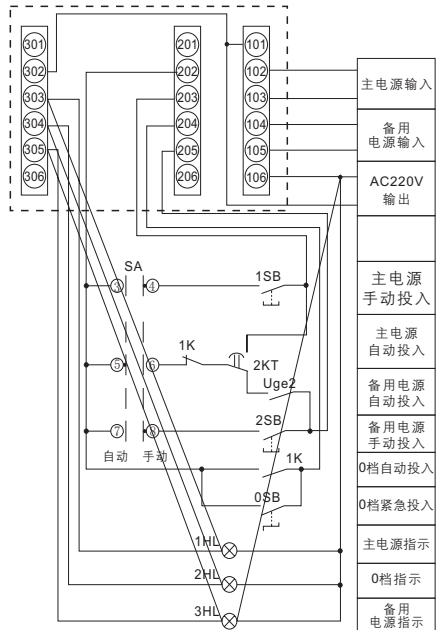 301
302
303
304
305
306
201
202
203
204
205
206
101
102
103
104
105
106
主电源输入
备用
电源输入
AC220V
输出
主电源
手动投入
主电源
自动投入
备用电源
自动投入
备用电源
手动投入
0档自动投入
0档紧急投入
主电源指示
0档指示
备用
电源指示
SA
③
④
1SB
⑤
⑥
1K
2KT
Uge2
⑦
⑧
2SB
自动
手动
1K
0SB
1HL
2HL
3HL